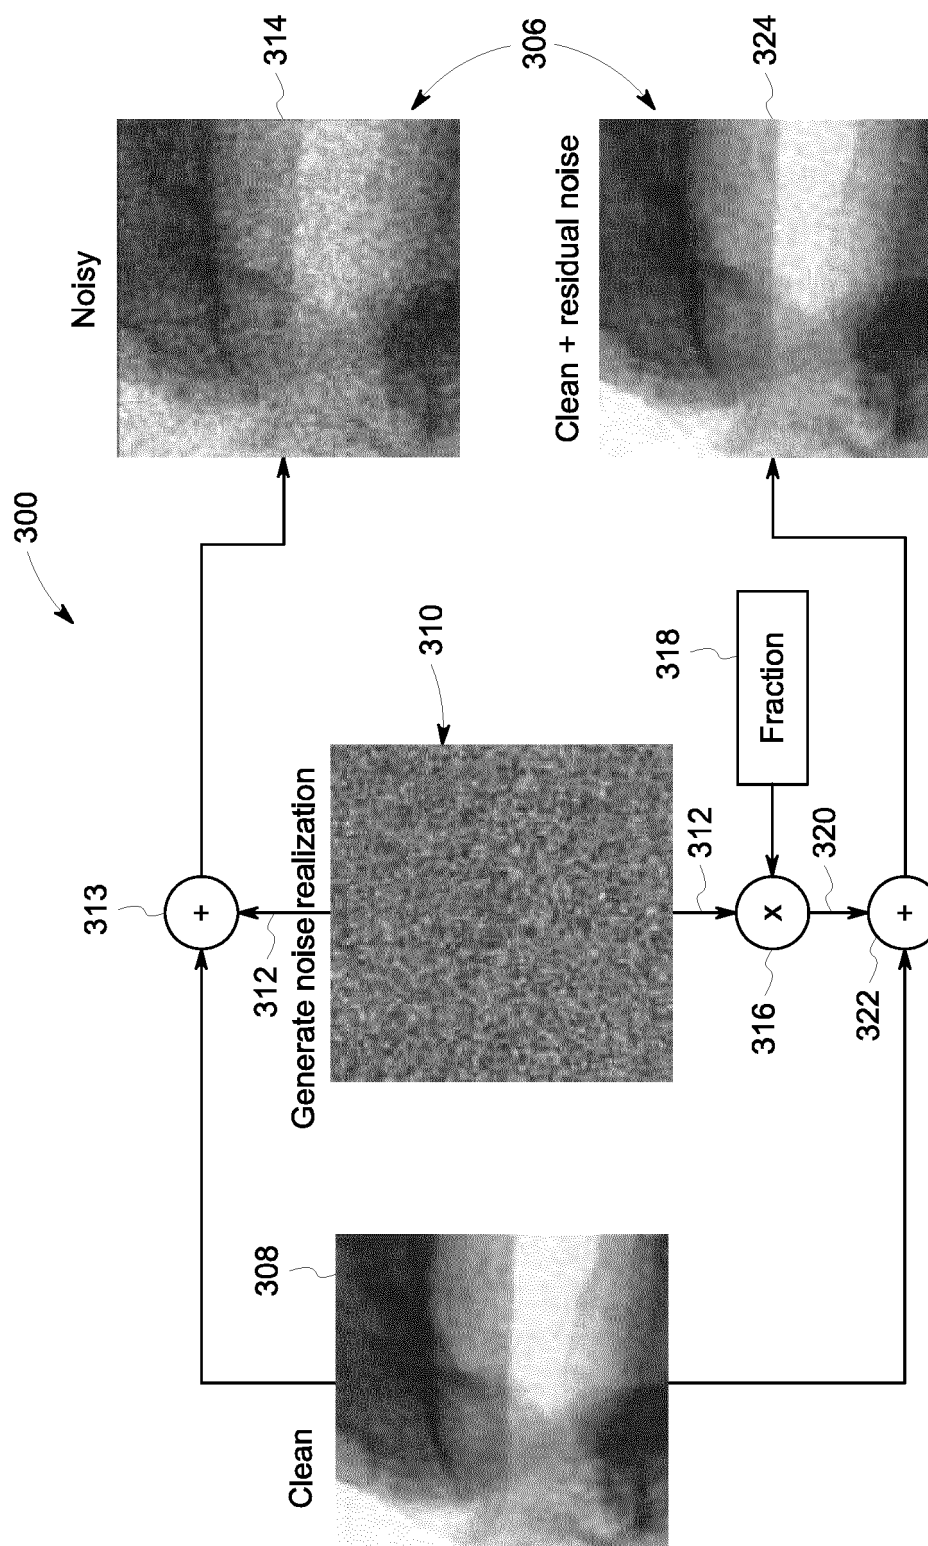 300
Clean
308
313
+
312
Generate noise realization
310
312
316
x
318
Fraction
320
322
+
Noisy
314
306
Clean + residual noise
324